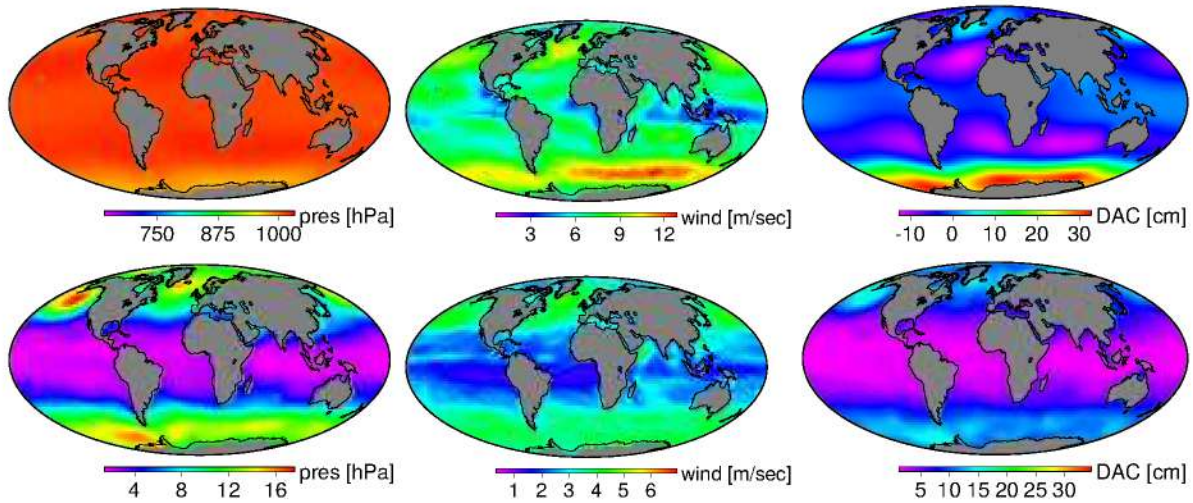 pres [hPa]
750 875 1000
wind [m/sec]
3 6 9 12
DAC [cm]
-10 0 10 20 30
pres [hPa]
4 8 12 16
wind [m/sec]
1 2 3 4 5 6
DAC [cm]
5 10 15 20 25 30